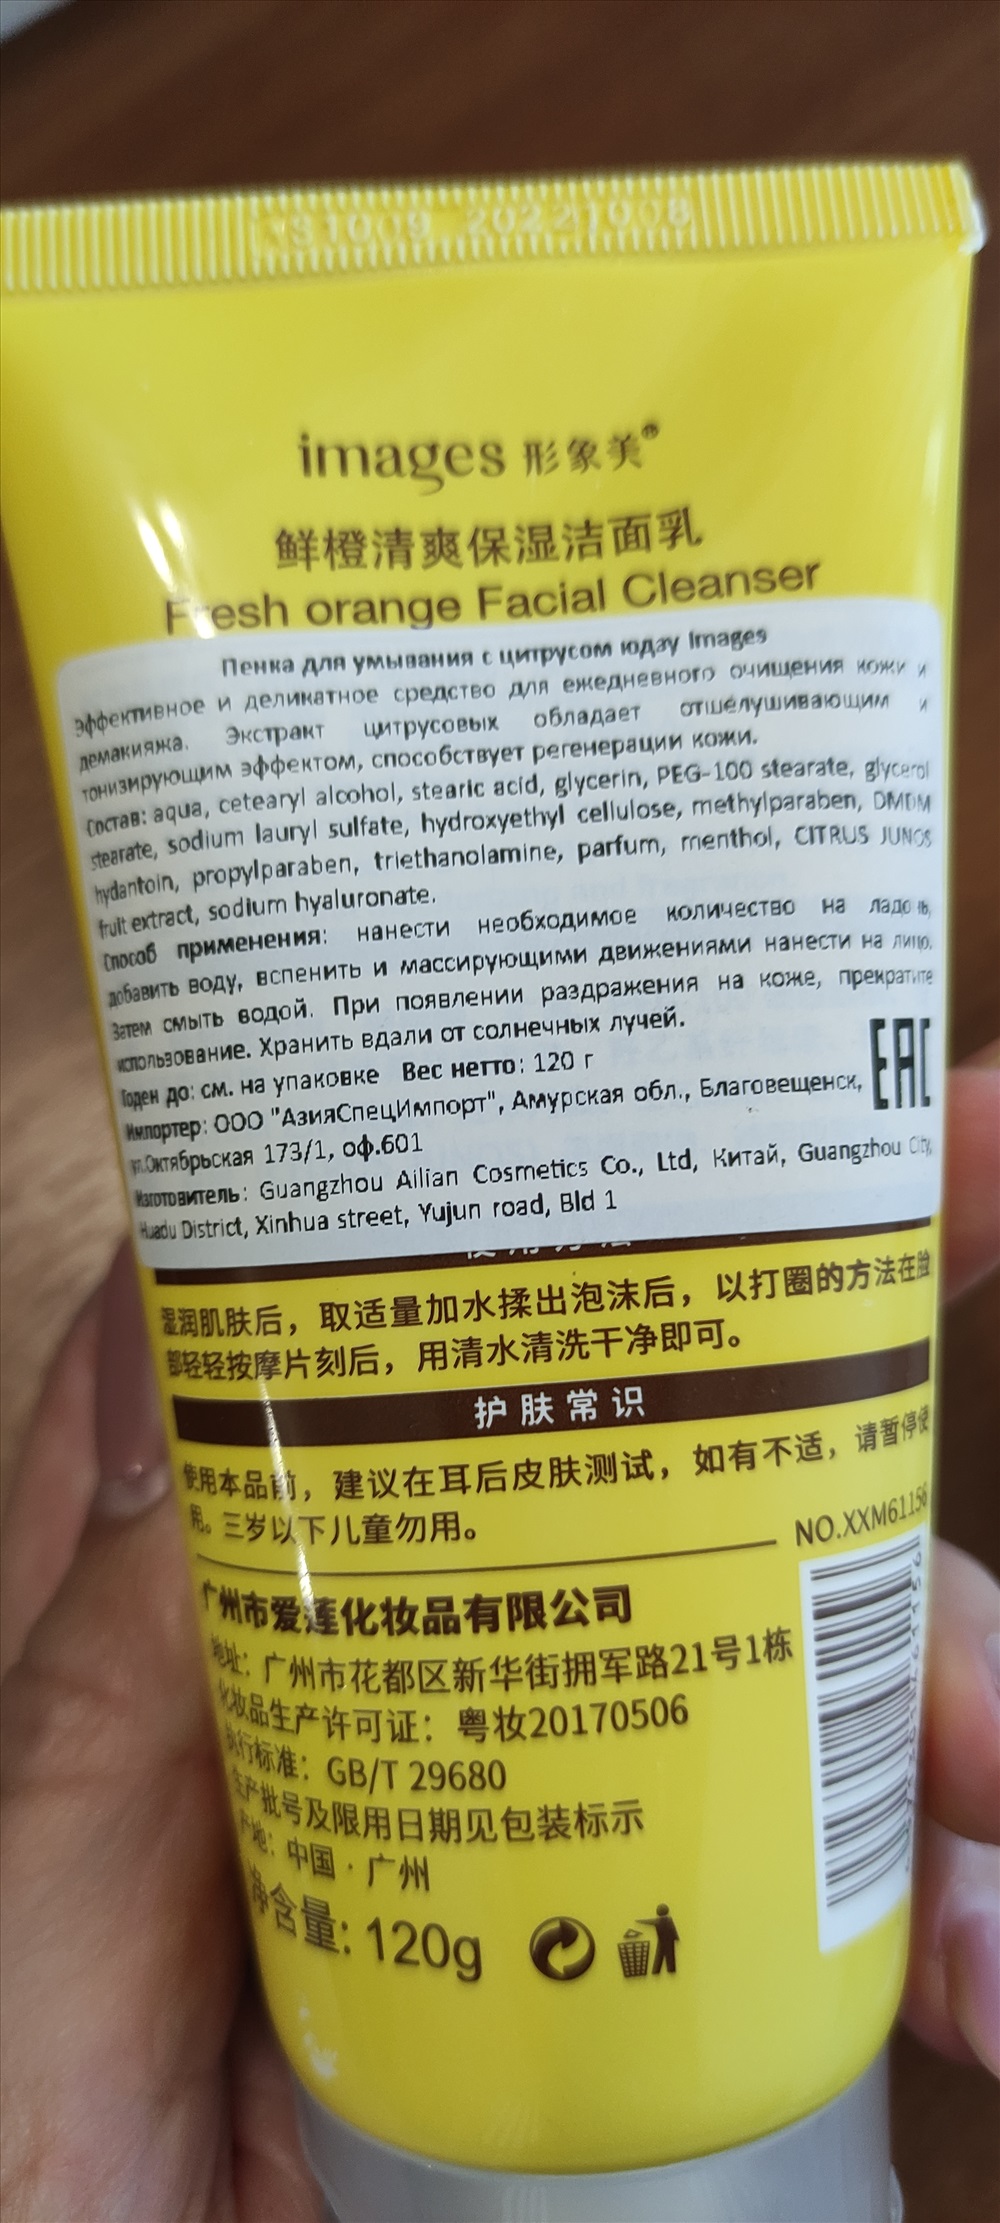 S1009 20221008
images 形象美®
鲜橙清爽保湿洁面乳
Fresh orange Facial Cleanser
Пенка для умывания с цитрусом юдзу Images
эффективное и деликатное средство для ежедневного очищения кожи и
демакияжа. Экстракт цитрусовых обладает отшелушивающим и
тонизирующим эффектом, способствует регенерации кожи.
Состав: aqua, cetearyl alcohol, stearic acid, glycerin, PEG-100 stearate, glycerol
stearate, sodium lauryl sulfate, hydroxyethyl cellulose, methylparaben, DMDM
hydantoin, propylparaben, triethanolamine, parfum, menthol, CITRUS JUNOS
fruit extract, sodium hyaluronate.
Способ применения: нанести необходимое количество на ладонь,
добавить воду, вспенить и массирующими движениями нанести на лицо.
Затем смыть водой. При появлении раздражения на коже, прекратите
использование. Хранить вдали от солнечных лучей.
Годен до: см. на упаковке Вес нетто: 120 г
EAC
Импортер: ООО "АзияСпецИмпорт", Амурская обл., Благовещенск,
ул.Октябрьская 173/1, оф.601
Изготовитель: Guangzhou Ailian Cosmetics Co., Ltd, Китай, Guangzhou City,
Huadu District, Xinhua street, Yujun road, Bld 1
湿润肌肤后，取适量加水揉出泡沫后，以打圈的方法在脸
部轻轻按摩片刻后，用清水清洗干净即可。
护肤常识
使用本品前，建议在耳后皮肤测试，如有不适，请暂停使
用。三岁以下儿童勿用。
NO.XXM61156
广州市爱莲化妆品有限公司
地址：广州市花都区新华街拥军路21号1栋
化妆品生产许可证：粤妆20170506
执行标准：GB/T 29680
生产批号及限用日期见包装标示
产地：中国·广州
净含量: 120g